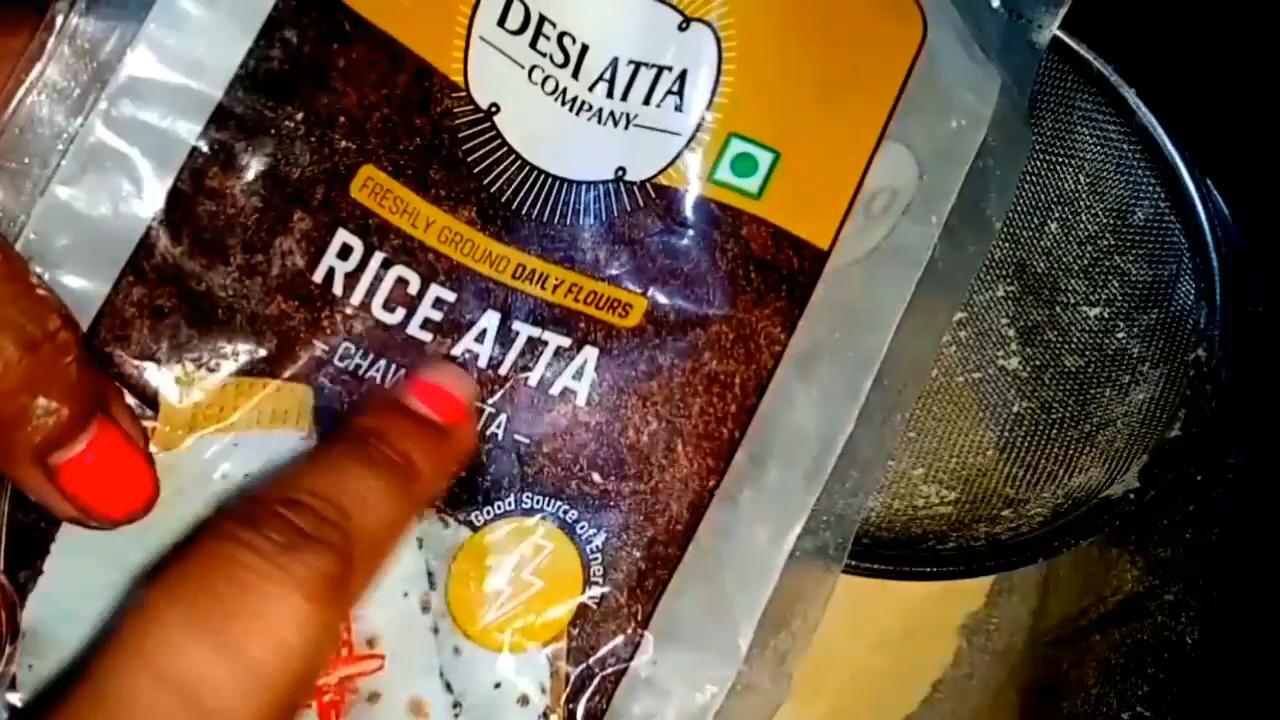 DESI ATTA
COMPANY
FRESHLY GROUND DAILY FLOURS
RICE ATTA
Good Source of Energy